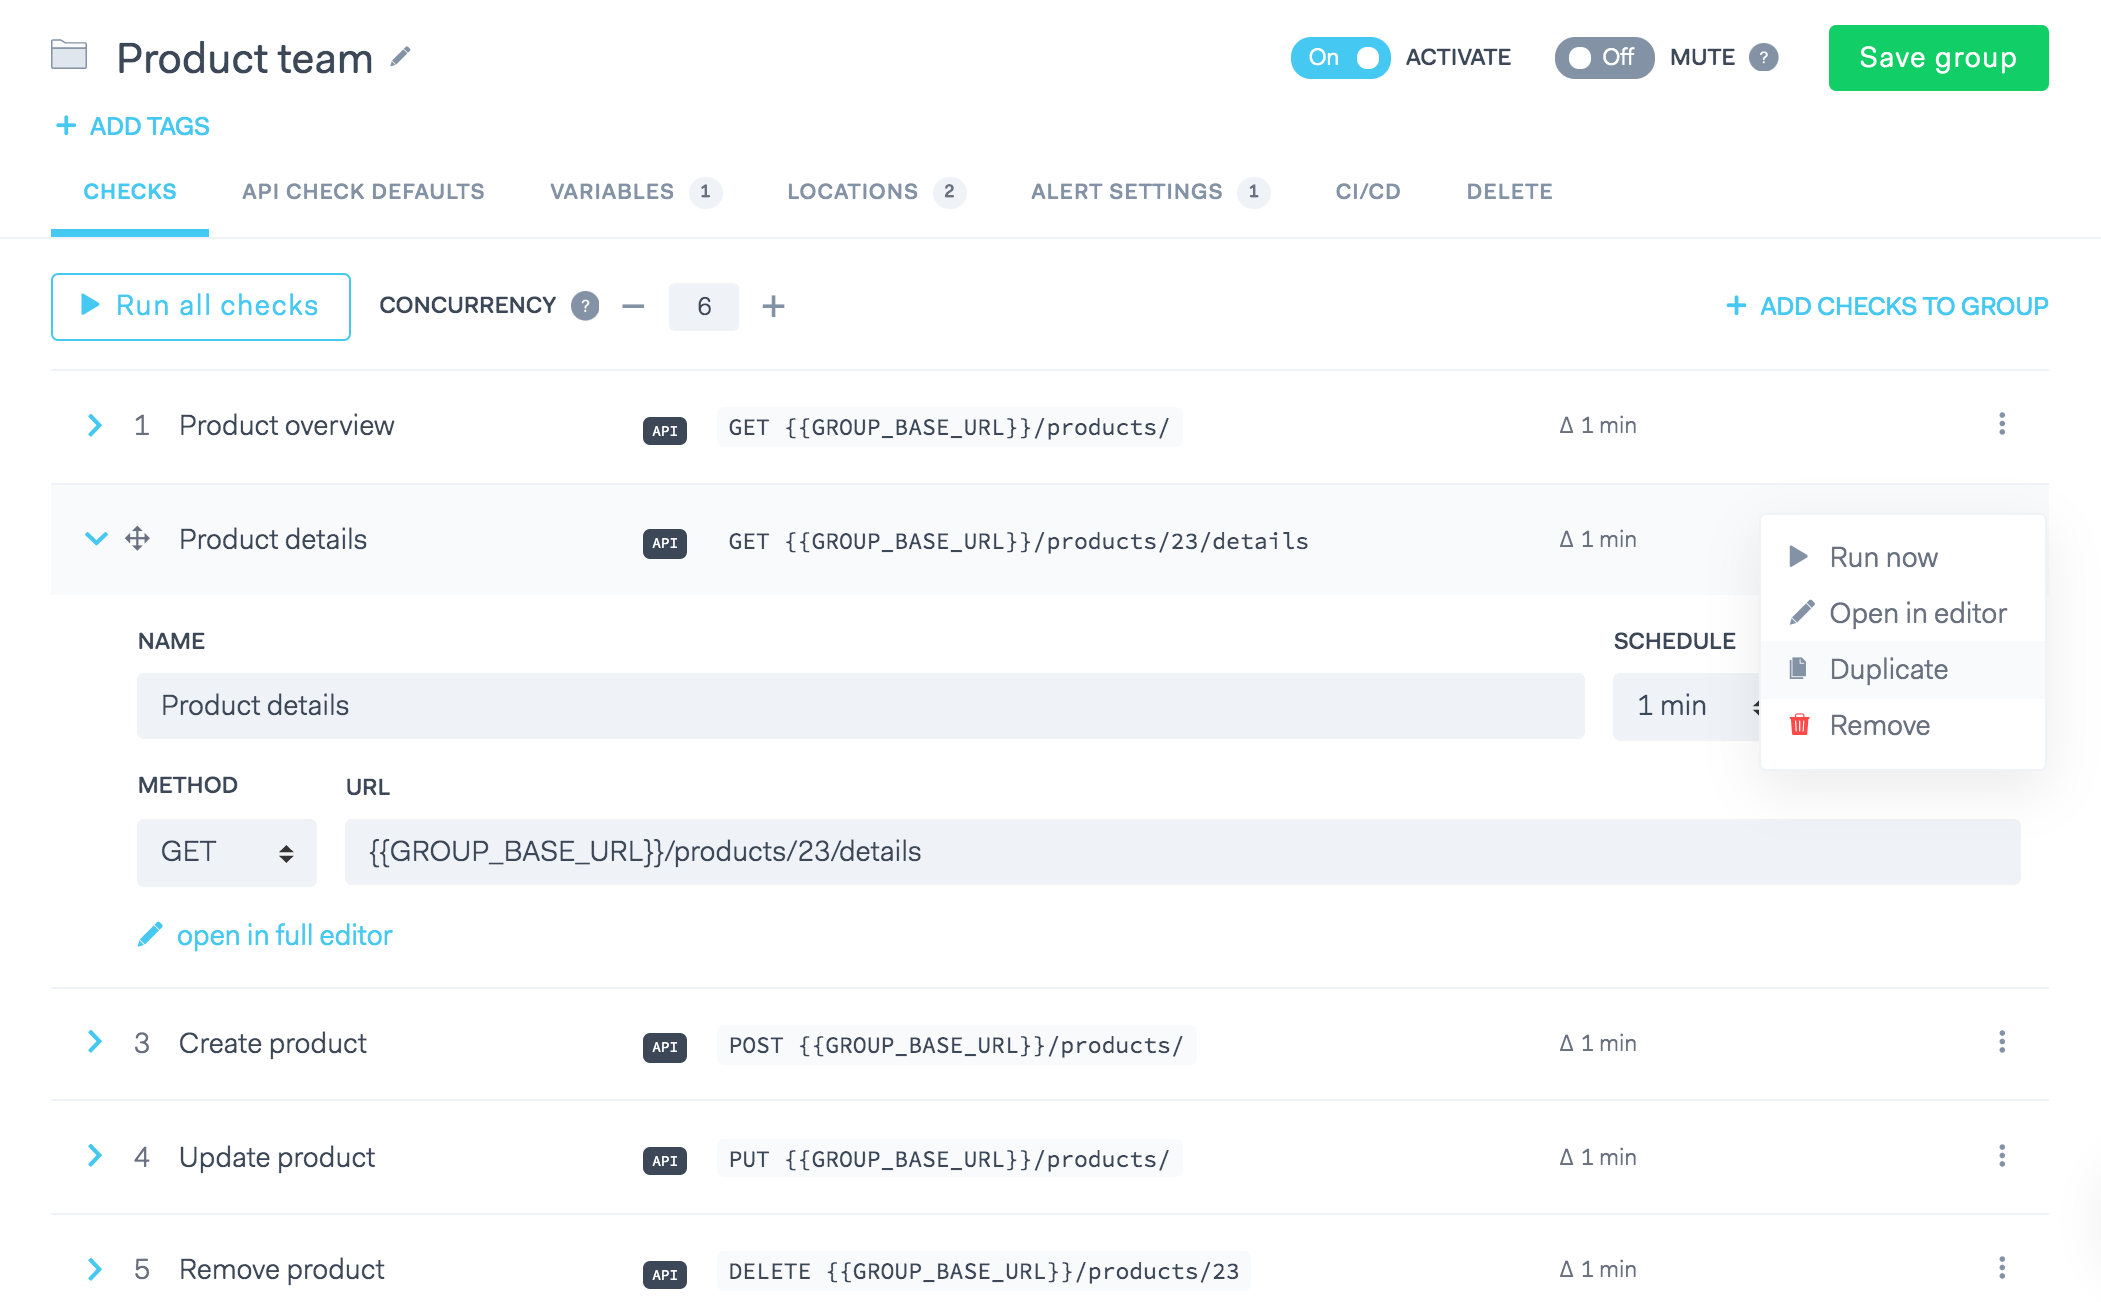 Product team
On ACTIVATE Off MUTE ? Save group
+ ADD TAGS
CHECKS API CHECK DEFAULTS VARIABLES 1 LOCATIONS 2 ALERT SETTINGS 1 CI/CD DELETE
Run all checks CONCURRENCY ? − 6 + + ADD CHECKS TO GROUP
1 Product overview API GET {{GROUP_BASE_URL}}/products/ Δ 1 min
Product details API GET {{GROUP_BASE_URL}}/products/23/details Δ 1 min
Run now
Open in editor
Duplicate
Remove
NAME SCHEDULE
Product details 1 min
METHOD URL
GET {{GROUP_BASE_URL}}/products/23/details
open in full editor
3 Create product API POST {{GROUP_BASE_URL}}/products/ Δ 1 min
4 Update product API PUT {{GROUP_BASE_URL}}/products/ Δ 1 min
5 Remove product API DELETE {{GROUP_BASE_URL}}/products/23 Δ 1 min